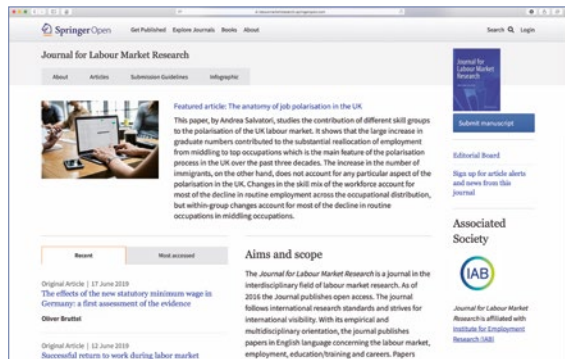 SpringerOpen
Get Published Explore Journals Books About
Search Login
Journal for Labour Market Research
About Articles Submission Guidelines Infographic
Featured article: The anatomy of job polarisation in the UK
This paper, by Andrea Salvatori, studies the contribution of different skill groups
to the polarisation of the UK labour market. It shows that the large increase in
graduate numbers contributed to the substantial reallocation of employment
from middling to top occupations which is the main feature of the polarisation
process in the UK over the past three decades. The increase in the number of
immigrants, on the other hand, does not account for any particular aspect of the
polarisation in the UK. Changes in the skill mix of the workforce account for
most of the decline in routine employment across the occupational distribution,
but within-group changes account for most of the decline in routine
occupations in middling occupations.
Journal for
Labour Market
Research
Submit manuscript
Editorial Board
Sign up for article alerts
and news from this
journal
Associated
Society
IAB
Journal for Labour Market
Research is affiliated with
Institute for Employment
Research (IAB)
Recent Most accessed
Original Article | 17 June 2019
The effects of the new statutory minimum wage in
Germany: a first assessment of the evidence
Oliver Bruttel
Original Article | 12 June 2019
Successful return to work during labor market
Aims and scope
The Journal for Labour Market Research is a journal in the
interdisciplinary field of labour market research. As of
2016 the Journal publishes open access. The journal
follows international research standards and strives for
international visibility. With its empirical and
multidisciplinary orientation, the journal publishes
papers in English language concerning the labour market,
employment, education/training and careers. Papers